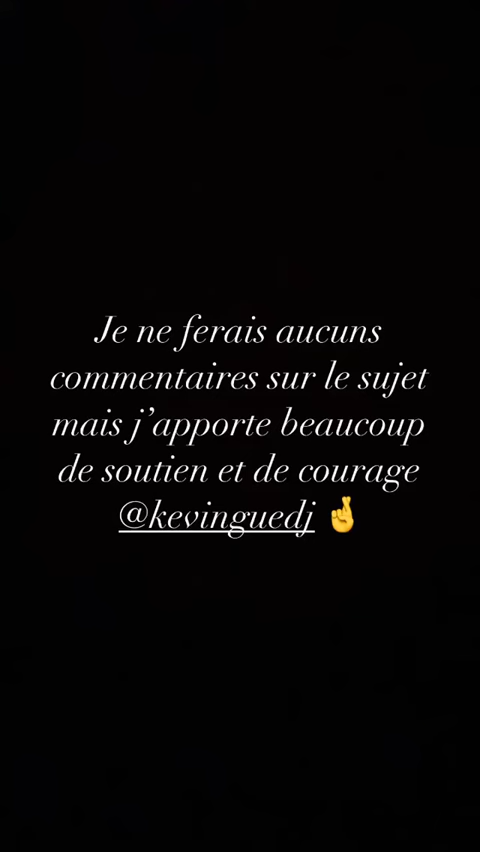 Je ne ferais aucuns
commentaires sur le sujet
mais j’apporte beaucoup
de soutien et de courage
@kevinguedj 🤞